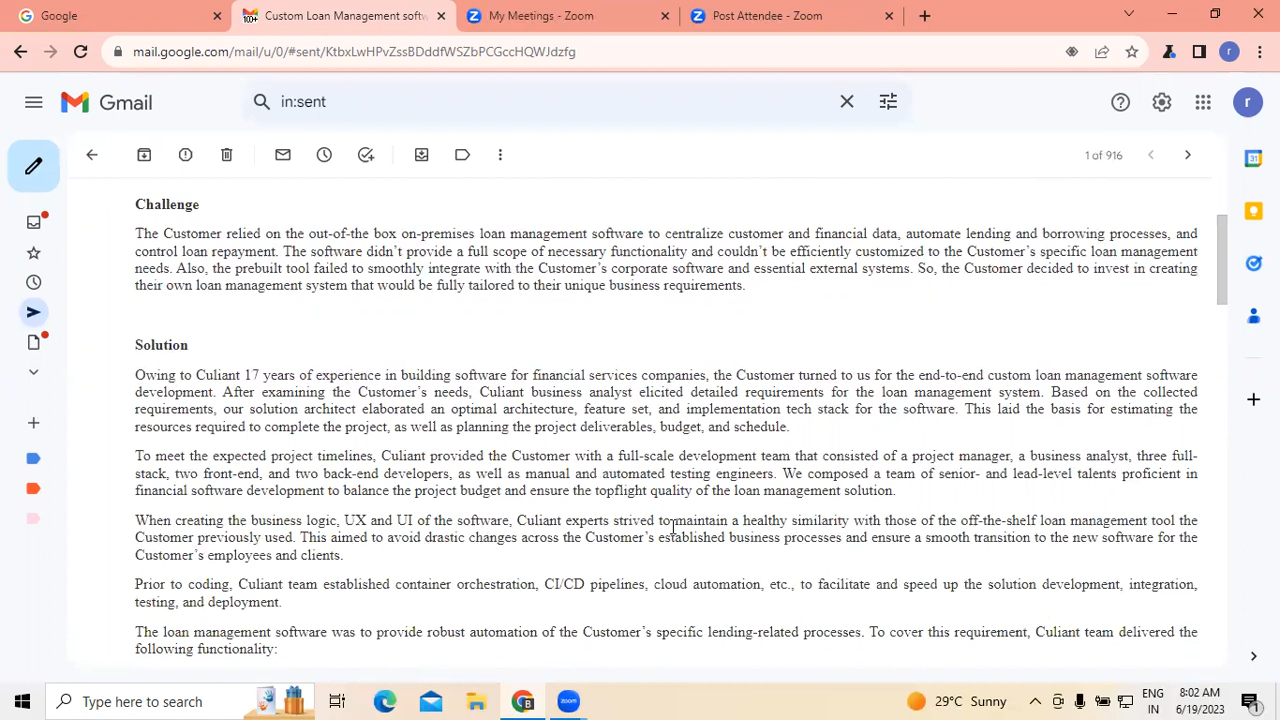 Google
Custom Loan Management softw
My Meetings - Zoom
Post Attendee - Zoom
mail.google.com/mail/u/0/#sent/KtbxLwHPvZssBDddfWSZbPCGccHQWJdzfg
100+
Gmail
in:sent
1 of 916
Challenge
The Customer relied on the out-of-the box on-premises loan management software to centralize customer and financial data, automate lending and borrowing processes, and
control loan repayment. The software didn't provide a full scope of necessary functionality and couldn't be efficiently customized to the Customer's specific loan management
needs. Also, the prebuilt tool failed to smoothly integrate with the Customer's corporate software and essential external systems. So, the Customer decided to invest in creating
their own loan management system that would be fully tailored to their unique business requirements.
Solution
Owing to Culiant 17 years of experience in building software for financial services companies, the Customer turned to us for the end-to-end custom loan management software
development. After examining the Customer's needs, Culiant business analyst elicited detailed requirements for the loan management system. Based on the collected
requirements, our solution architect elaborated an optimal architecture, feature set, and implementation tech stack for the software. This laid the basis for estimating the
resources required to complete the project, as well as planning the project deliverables, budget, and schedule.
To meet the expected project timelines, Culiant provided the Customer with a full-scale development team that consisted of a project manager, a business analyst, three full-
stack, two front-end, and two back-end developers, as well as manual and automated testing engineers. We composed a team of senior- and lead-level talents proficient in
financial software development to balance the project budget and ensure the topflight quality of the loan management solution.
When creating the business logic, UX and UI of the software, Culiant experts strived to maintain a healthy similarity with those of the off-the-shelf loan management tool the
Customer previously used. This aimed to avoid drastic changes across the Customer's established business processes and ensure a smooth transition to the new software for the
Customer's employees and clients.
Prior to coding, Culiant team established container orchestration, CI/CD pipelines, cloud automation, etc., to facilitate and speed up the solution development, integration,
testing, and deployment.
The loan management software was to provide robust automation of the Customer's specific lending-related processes. To cover this requirement, Culiant team delivered the
following functionality:
r
r
31
Type here to search
29°C Sunny
ENG
IN
8:02 AM
6/19/2023
1